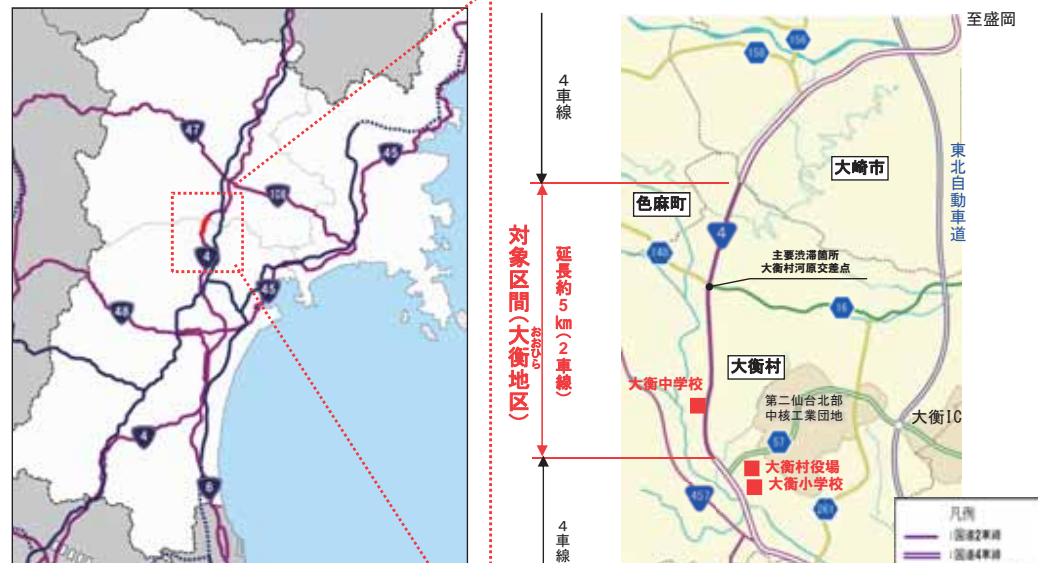 47
45
108
4
45
48
4
6
4車線
対象区間(大衡地区)
おおひら
延長約5km(2車線)
4車線
至盛岡
156
158
大崎市
東北自動車道
色麻町
4
140
主要渋滞箇所
大衡村河原交差点
16
大衡村
大衡中学校
第二仙台北部
中核工業団地
大衡IC
57
大衡村役場
大衡小学校
457
261
凡例
:国道2車線
:国道4車線